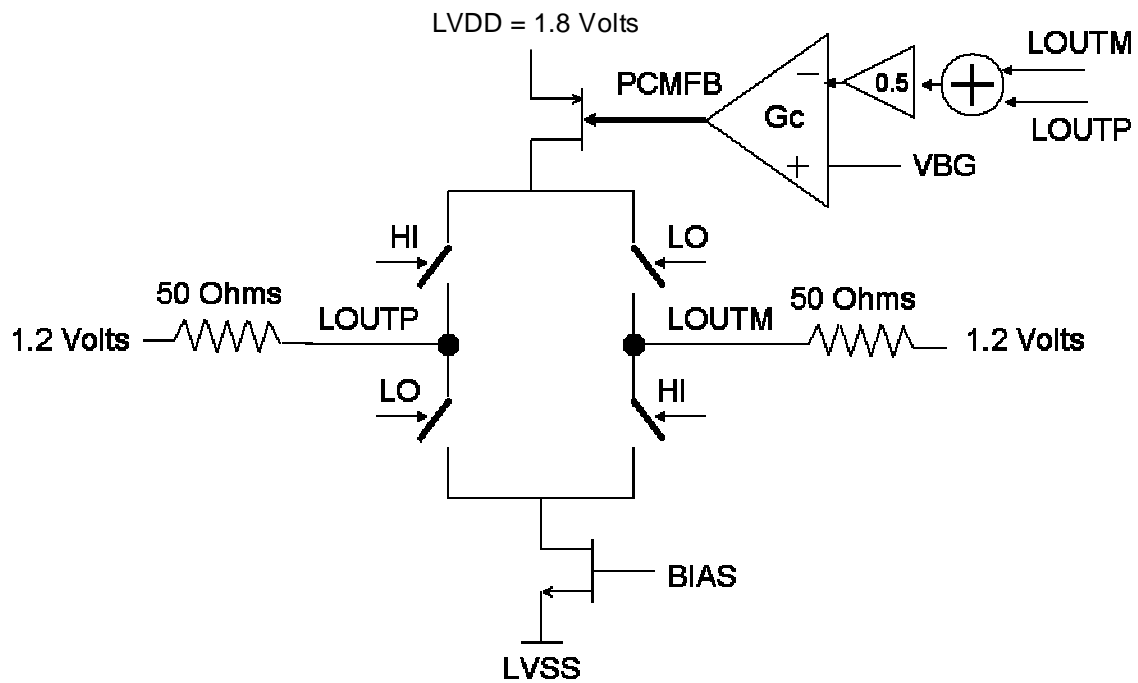 LVDD = 1.8 Volts
LOUTM
PCMFB
−
0.5
+
Gc
LOUTP
+
VBG
HI
LO
50 Ohms
50 Ohms
LOUTP
LOUTM
1.2 Volts
1.2 Volts
LO
HI
BIAS
LVSS